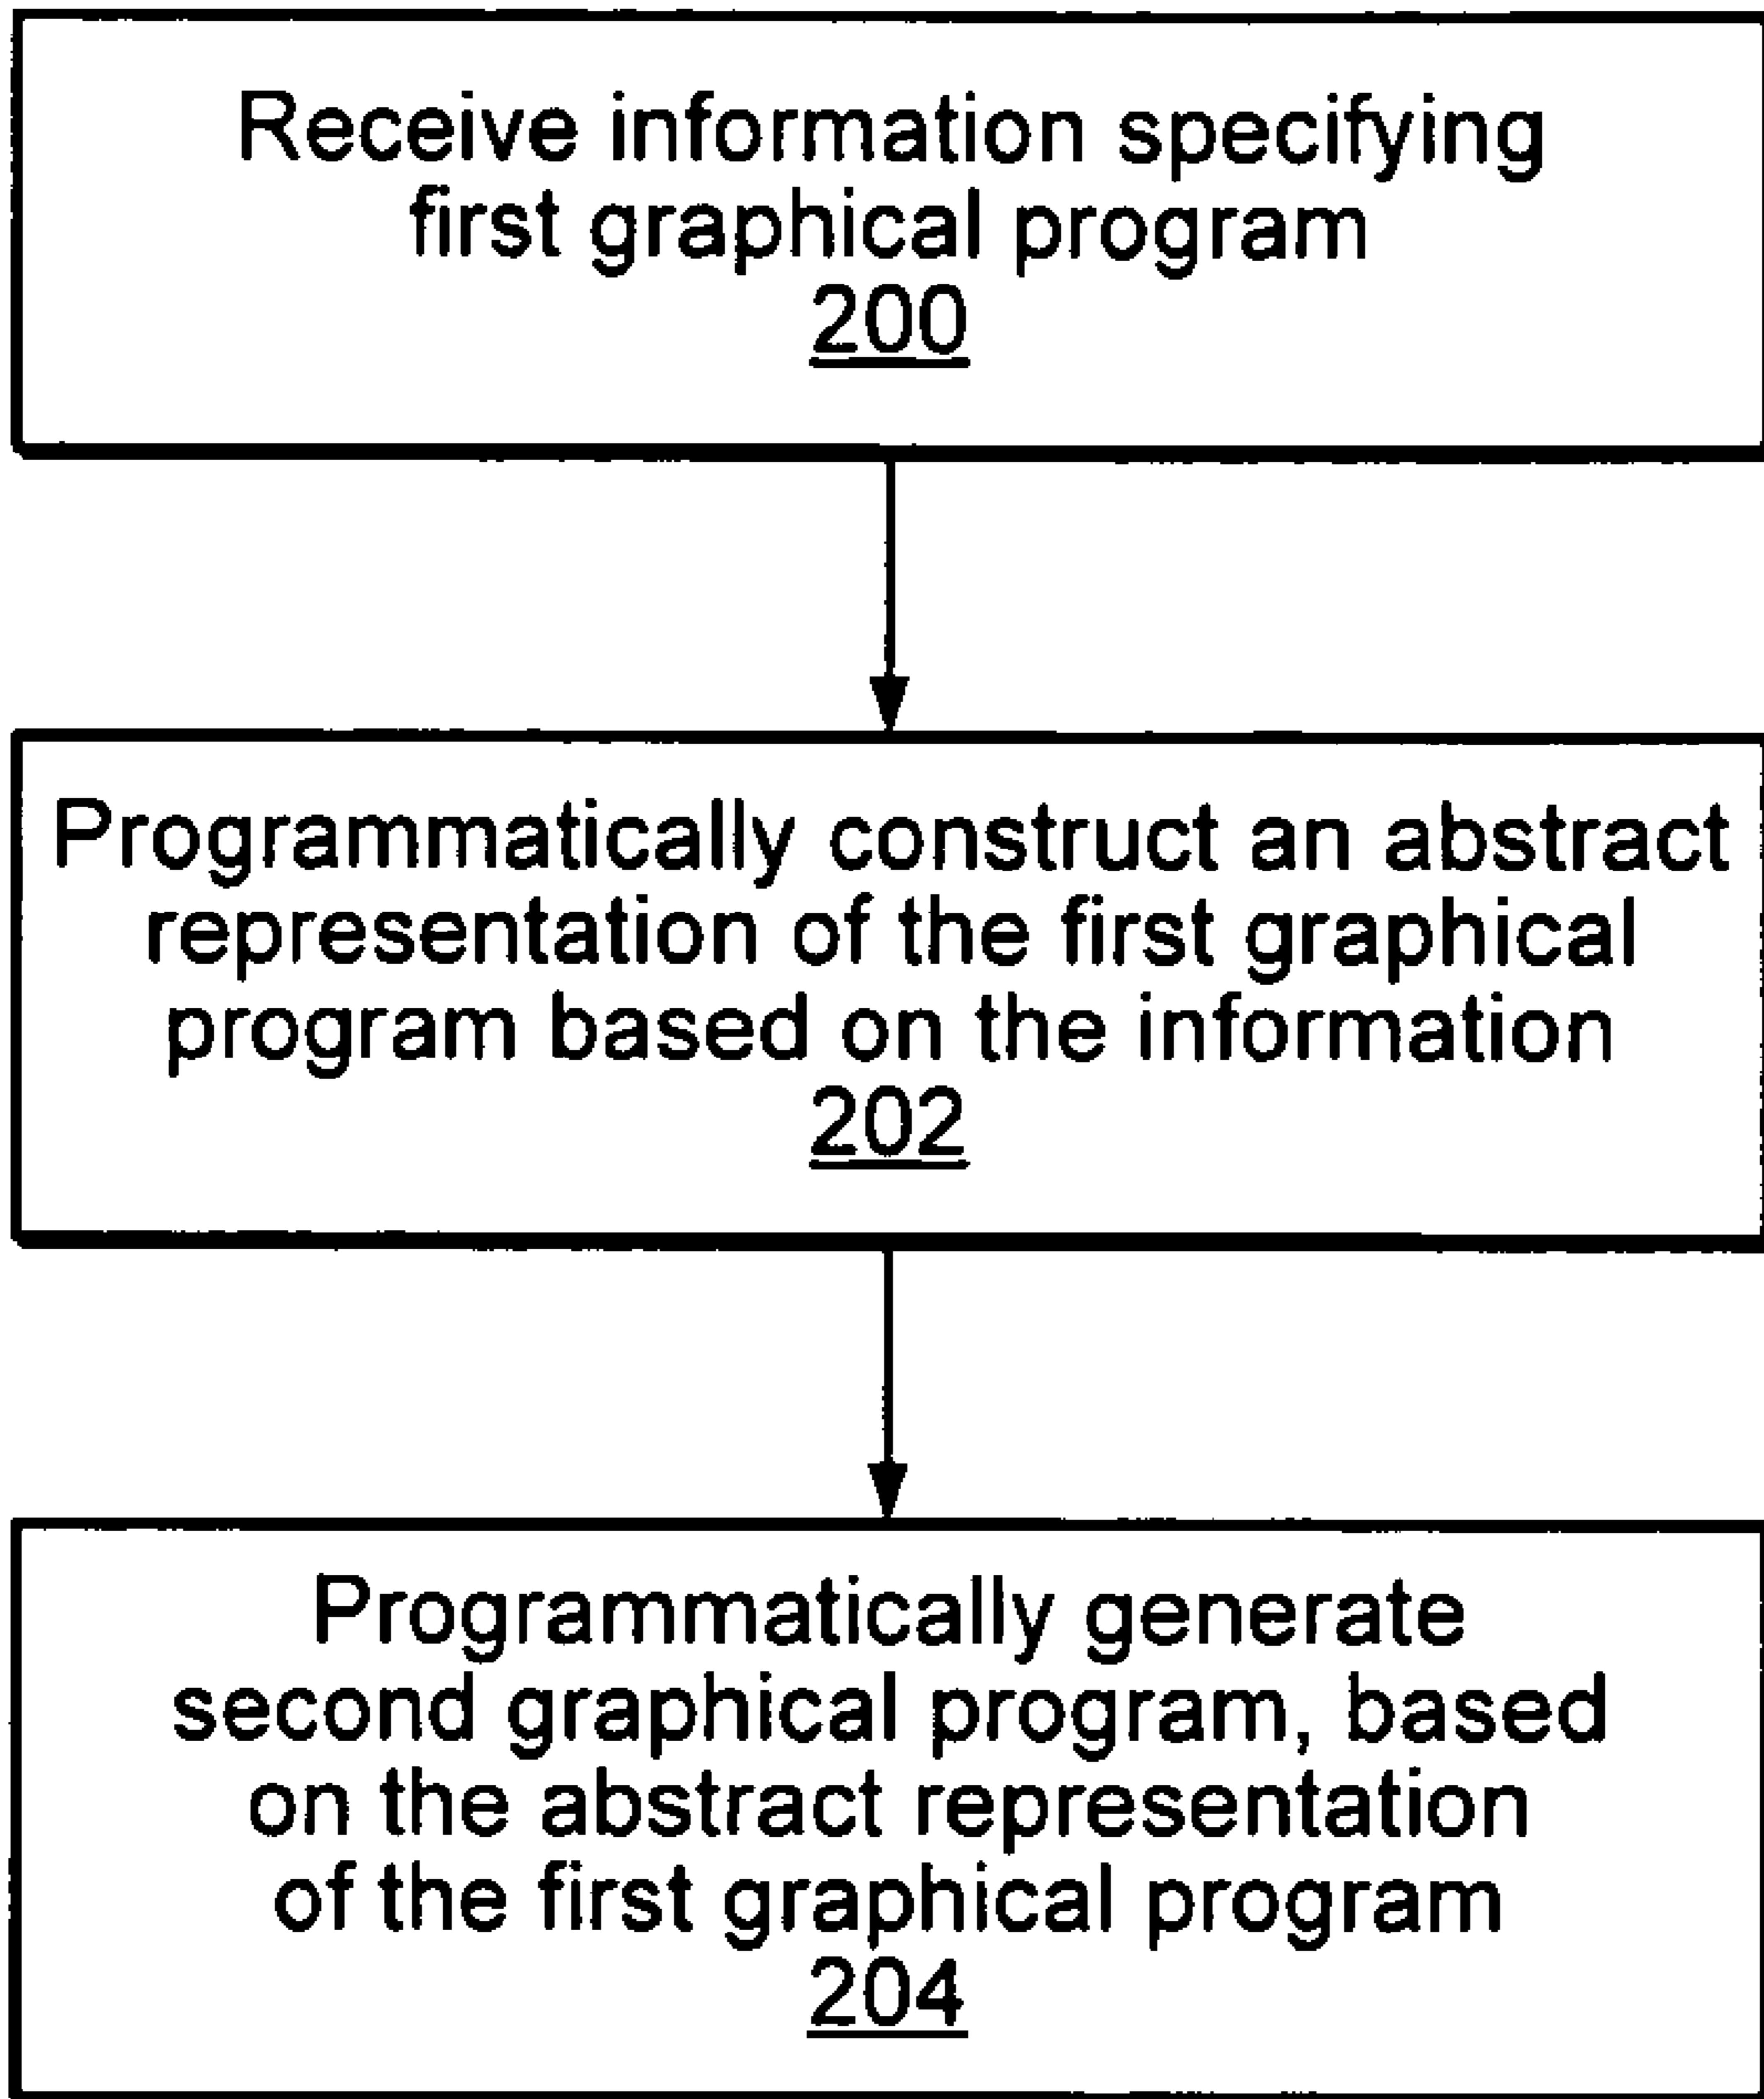 Receive information specifying
first graphical program
200
Programmatically construct an abstract
representation of the first graphical
program based on the information
202
Programmatically generate
second graphical program, based
on the abstract representation
of the first graphical program
204